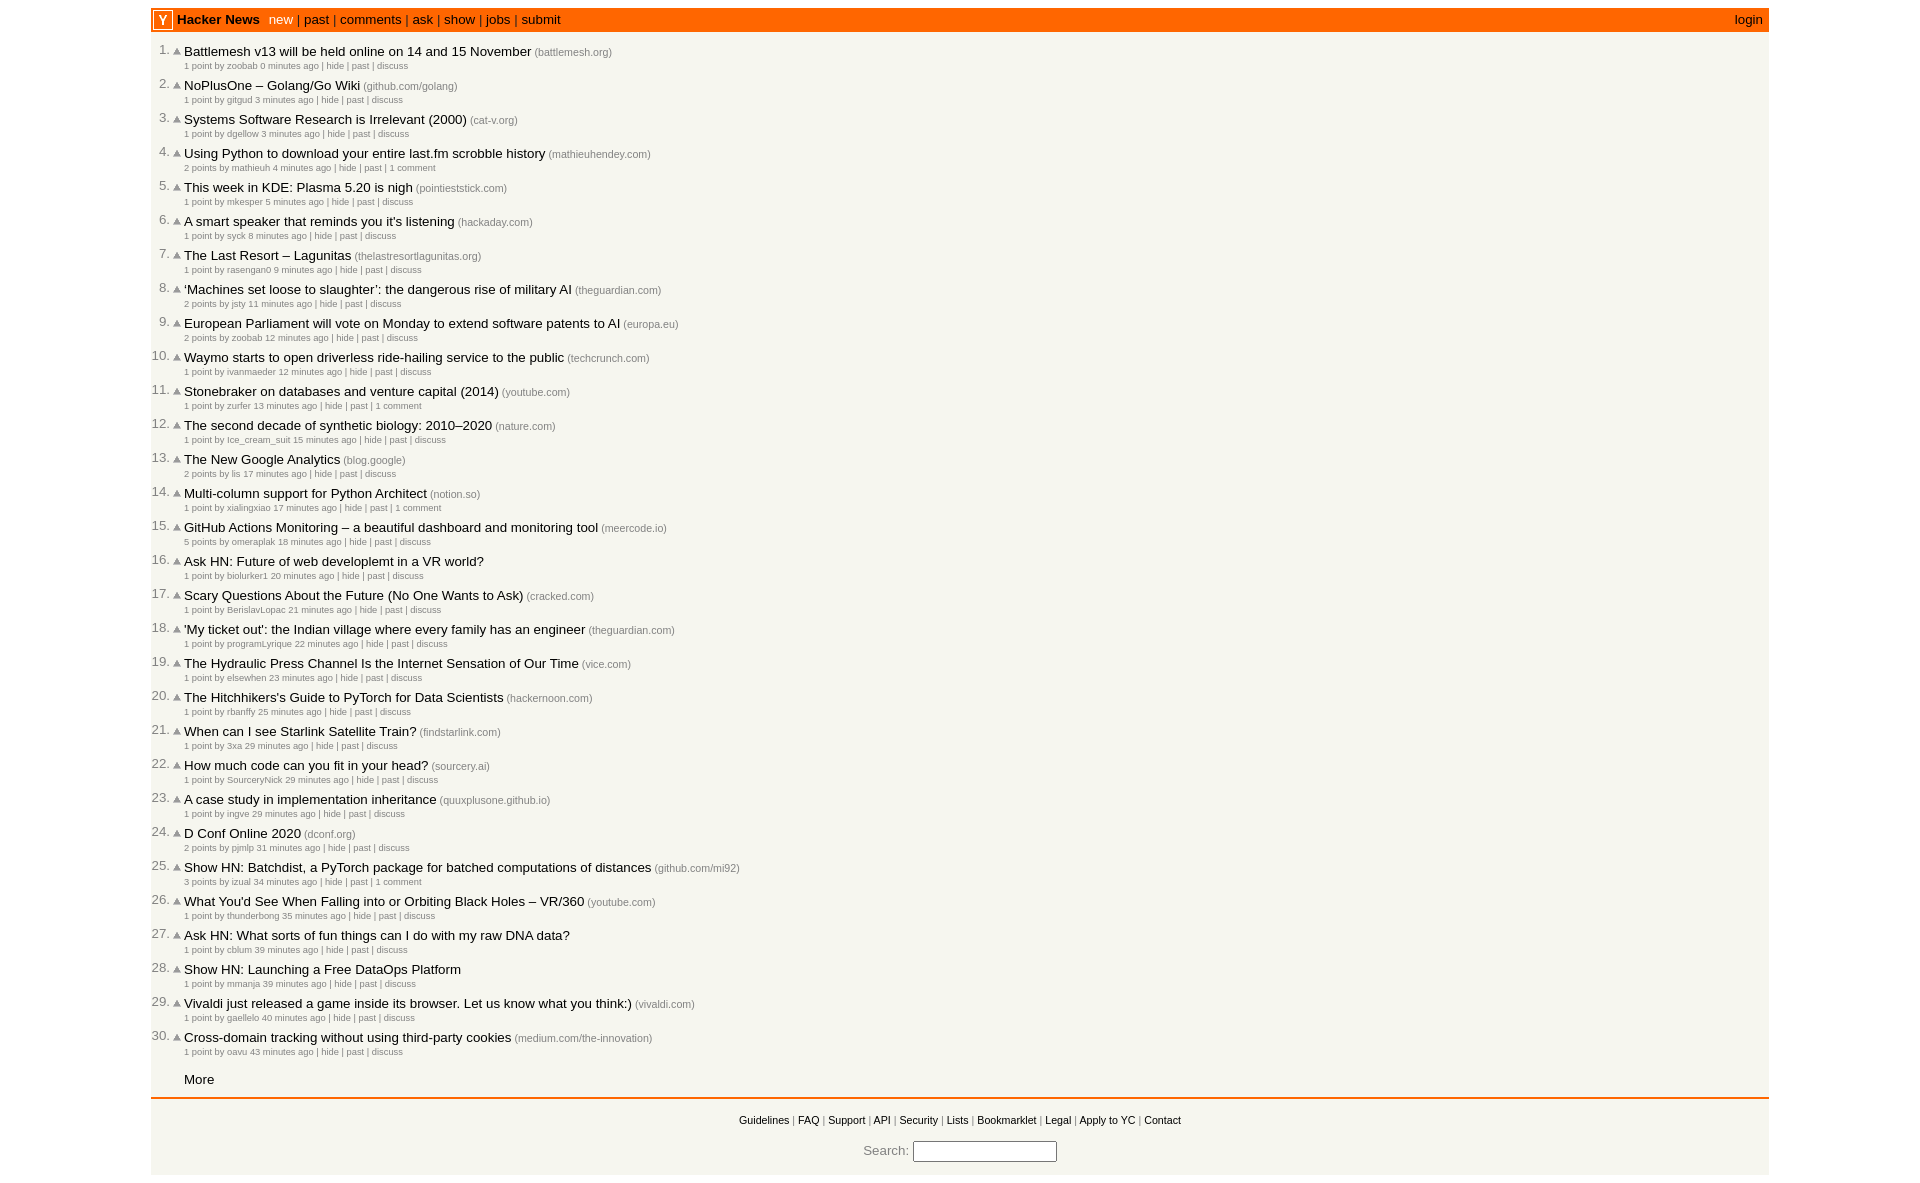 Y Hacker News new | past | comments | ask | show | jobs | submit login
1. Battlemesh v13 will be held online on 14 and 15 November (battlemesh.org)
1 point by zoobab 0 minutes ago | hide | past | discuss
2. NoPlusOne – Golang/Go Wiki (github.com/golang)
1 point by gitgud 3 minutes ago | hide | past | discuss
3. Systems Software Research is Irrelevant (2000) (cat-v.org)
1 point by dgellow 3 minutes ago | hide | past | discuss
4. Using Python to download your entire last.fm scrobble history (mathieuhendey.com)
2 points by mathieuh 4 minutes ago | hide | past | 1 comment
5. This week in KDE: Plasma 5.20 is nigh (pointieststick.com)
1 point by mkesper 5 minutes ago | hide | past | discuss
6. A smart speaker that reminds you it's listening (hackaday.com)
1 point by syck 8 minutes ago | hide | past | discuss
7. The Last Resort – Lagunitas (thelastresortlagunitas.org)
1 point by rasengan0 9 minutes ago | hide | past | discuss
8. ‘Machines set loose to slaughter’: the dangerous rise of military AI (theguardian.com)
2 points by jsty 11 minutes ago | hide | past | discuss
9. European Parliament will vote on Monday to extend software patents to AI (europa.eu)
2 points by zoobab 12 minutes ago | hide | past | discuss
10. Waymo starts to open driverless ride-hailing service to the public (techcrunch.com)
1 point by ivanmaeder 12 minutes ago | hide | past | discuss
11. Stonebraker on databases and venture capital (2014) (youtube.com)
1 point by zurfer 13 minutes ago | hide | past | 1 comment
12. The second decade of synthetic biology: 2010–2020 (nature.com)
1 point by Ice_cream_suit 15 minutes ago | hide | past | discuss
13. The New Google Analytics (blog.google)
2 points by lis 17 minutes ago | hide | past | discuss
14. Multi-column support for Python Architect (notion.so)
1 point by xialingxiao 17 minutes ago | hide | past | 1 comment
15. GitHub Actions Monitoring – a beautiful dashboard and monitoring tool (meercode.io)
5 points by omeraplak 18 minutes ago | hide | past | discuss
16. Ask HN: Future of web developlemt in a VR world?
1 point by biolurker1 20 minutes ago | hide | past | discuss
17. Scary Questions About the Future (No One Wants to Ask) (cracked.com)
1 point by BerislavLopac 21 minutes ago | hide | past | discuss
18. 'My ticket out': the Indian village where every family has an engineer (theguardian.com)
1 point by programLyrique 22 minutes ago | hide | past | discuss
19. The Hydraulic Press Channel Is the Internet Sensation of Our Time (vice.com)
1 point by elsewhen 23 minutes ago | hide | past | discuss
20. The Hitchhikers's Guide to PyTorch for Data Scientists (hackernoon.com)
1 point by rbanffy 25 minutes ago | hide | past | discuss
21. When can I see Starlink Satellite Train? (findstarlink.com)
1 point by 3xa 29 minutes ago | hide | past | discuss
22. How much code can you fit in your head? (sourcery.ai)
1 point by SourceryNick 29 minutes ago | hide | past | discuss
23. A case study in implementation inheritance (quuxplusone.github.io)
1 point by ingve 29 minutes ago | hide | past | discuss
24. D Conf Online 2020 (dconf.org)
2 points by pjmlp 31 minutes ago | hide | past | discuss
25. Show HN: Batchdist, a PyTorch package for batched computations of distances (github.com/mi92)
3 points by izual 34 minutes ago | hide | past | 1 comment
26. What You'd See When Falling into or Orbiting Black Holes – VR/360 (youtube.com)
1 point by thunderbong 35 minutes ago | hide | past | discuss
27. Ask HN: What sorts of fun things can I do with my raw DNA data?
1 point by cblum 39 minutes ago | hide | past | discuss
28. Show HN: Launching a Free DataOps Platform
1 point by mmanja 39 minutes ago | hide | past | discuss
29. Vivaldi just released a game inside its browser. Let us know what you think:) (vivaldi.com)
1 point by gaellelo 40 minutes ago | hide | past | discuss
30. Cross-domain tracking without using third-party cookies (medium.com/the-innovation)
1 point by oavu 43 minutes ago | hide | past | discuss
More
Guidelines | FAQ | Support | API | Security | Lists | Bookmarklet | Legal | Apply to YC | Contact
Search: